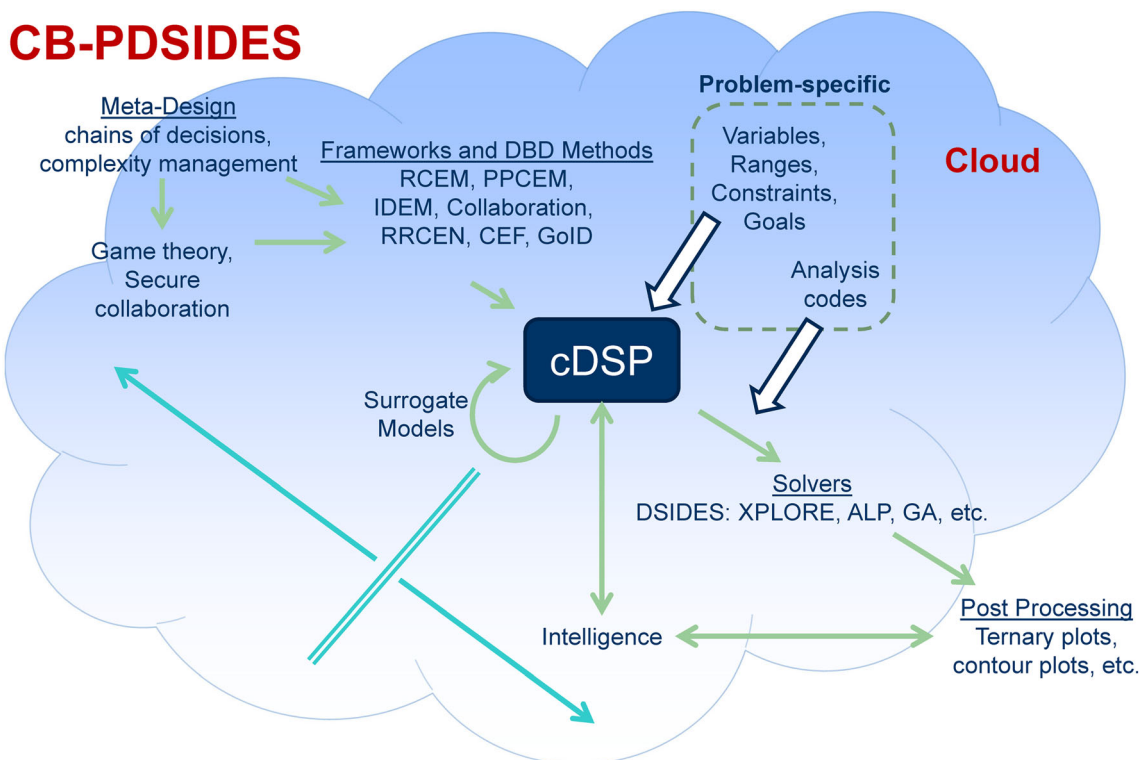 CB-PDSIDES
Meta-Design
chains of decisions,
complexity management
Frameworks and DBD Methods
RCEM, PPCEM,
IDEM, Collaboration,
RRCEN, CEF, GoID
Game theory,
Secure
collaboration
Problem-specific
Variables,
Ranges,
Constraints,
Goals
Analysis
codes
Cloud
cDSP
Surrogate
Models
Solvers
DSIDES: XPLORE, ALP, GA, etc.
Intelligence
Post Processing
Ternary plots,
contour plots, etc.